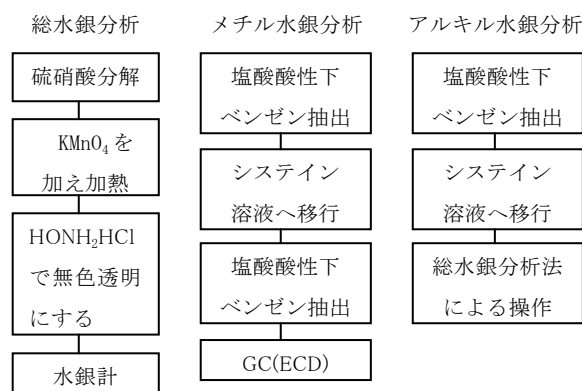 総水銀分析
硫硝酸分解
KMnO₄を
加え加熱
HONH₂HCl
で無色透明
にする
水銀計
メチル水銀分析
塩酸酸性下
ベンゼン抽出
システイン
溶液へ移行
塩酸酸性下
ベンゼン抽出
GC(ECD)
アルキル水銀分析
塩酸酸性下
ベンゼン抽出
システイン
溶液へ移行
総水銀分析法
による操作